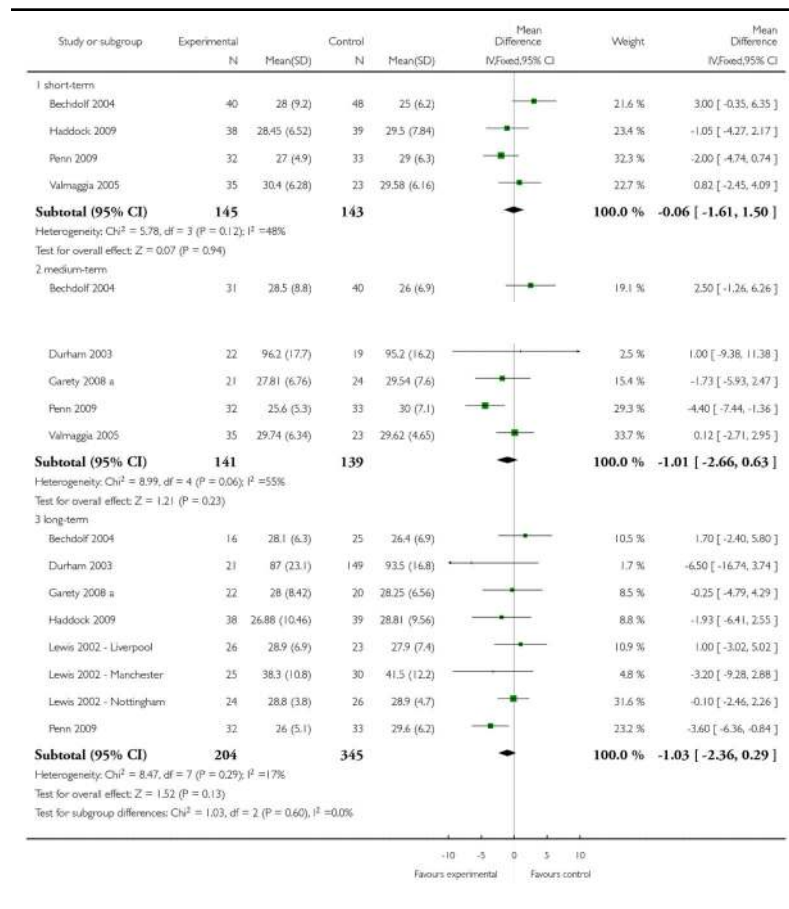 Study or subgroup Experimental Control Mean Difference Weight Mean Difference
N Mean(SD) N Mean(SD) IV,Fixed,95% CI IV,Fixed,95% CI
1 short-term
Bechdolf 2004 40 28 (9.2) 48 25 (6.2) 21.6 % 3.00 [ -0.35, 6.35 ]
Haddock 2009 38 28.45 (6.52) 39 29.5 (7.84) 23.4 % -1.05 [ -4.27, 2.17 ]
Penn 2009 32 27 (4.9) 33 29 (6.3) 32.3 % -2.00 [ -4.74, 0.74 ]
Valmaggia 2005 35 30.4 (6.28) 23 29.58 (6.16) 22.7 % 0.82 [ -2.45, 4.09 ]
Subtotal (95% CI) 145 143 100.0 % -0.06 [ -1.61, 1.50 ]
Heterogeneity: Chi² = 5.78, df = 3 (P = 0.12); I² =48%
Test for overall effect: Z = 0.07 (P = 0.94)
2 medium-term
Bechdolf 2004 31 28.5 (8.8) 40 26 (6.9) 19.1 % 2.50 [ -1.26, 6.26 ]
Durham 2003 22 96.2 (17.7) 19 95.2 (16.2) 2.5 % 1.00 [ -9.38, 11.38 ]
Garety 2008 a 21 27.81 (6.76) 24 29.54 (7.6) 15.4 % -1.73 [ -5.93, 2.47 ]
Penn 2009 32 25.6 (5.3) 33 30 (7.1) 29.3 % -4.40 [ -7.44, -1.36 ]
Valmaggia 2005 35 29.74 (6.34) 23 29.62 (4.65) 33.7 % 0.12 [ -2.71, 2.95 ]
Subtotal (95% CI) 141 139 100.0 % -1.01 [ -2.66, 0.63 ]
Heterogeneity: Chi² = 8.99, df = 4 (P = 0.06); I² =55%
Test for overall effect: Z = 1.21 (P = 0.23)
3 long-term
Bechdolf 2004 16 28.1 (6.3) 25 26.4 (6.9) 10.5 % 1.70 [ -2.40, 5.80 ]
Durham 2003 21 87 (23.1) 149 93.5 (16.8) 1.7 % -6.50 [ -16.74, 3.74 ]
Garety 2008 a 22 28 (8.42) 20 28.25 (6.56) 8.5 % -0.25 [ -4.79, 4.29 ]
Haddock 2009 38 26.88 (10.46) 39 28.81 (9.56) 8.8 % -1.93 [ -6.41, 2.55 ]
Lewis 2002 - Liverpool 26 28.9 (6.9) 23 27.9 (7.4) 10.9 % 1.00 [ -3.02, 5.02 ]
Lewis 2002 - Manchester 25 38.3 (10.8) 30 41.5 (12.2) 4.8 % -3.20 [ -9.28, 2.88 ]
Lewis 2002 - Nottingham 24 28.8 (3.8) 26 28.9 (4.7) 31.6 % -0.10 [ -2.46, 2.26 ]
Penn 2009 32 26 (5.1) 33 29.6 (6.2) 23.2 % -3.60 [ -6.36, -0.84 ]
Subtotal (95% CI) 204 345 100.0 % -1.03 [ -2.36, 0.29 ]
Heterogeneity: Chi² = 8.47, df = 7 (P = 0.29); I² =17%
Test for overall effect: Z = 1.52 (P = 0.13)
Test for subgroup differences: Chi² = 1.03, df = 2 (P = 0.60), I² =0.0%
-10 -5 0 5 10
Favours experimental Favours control